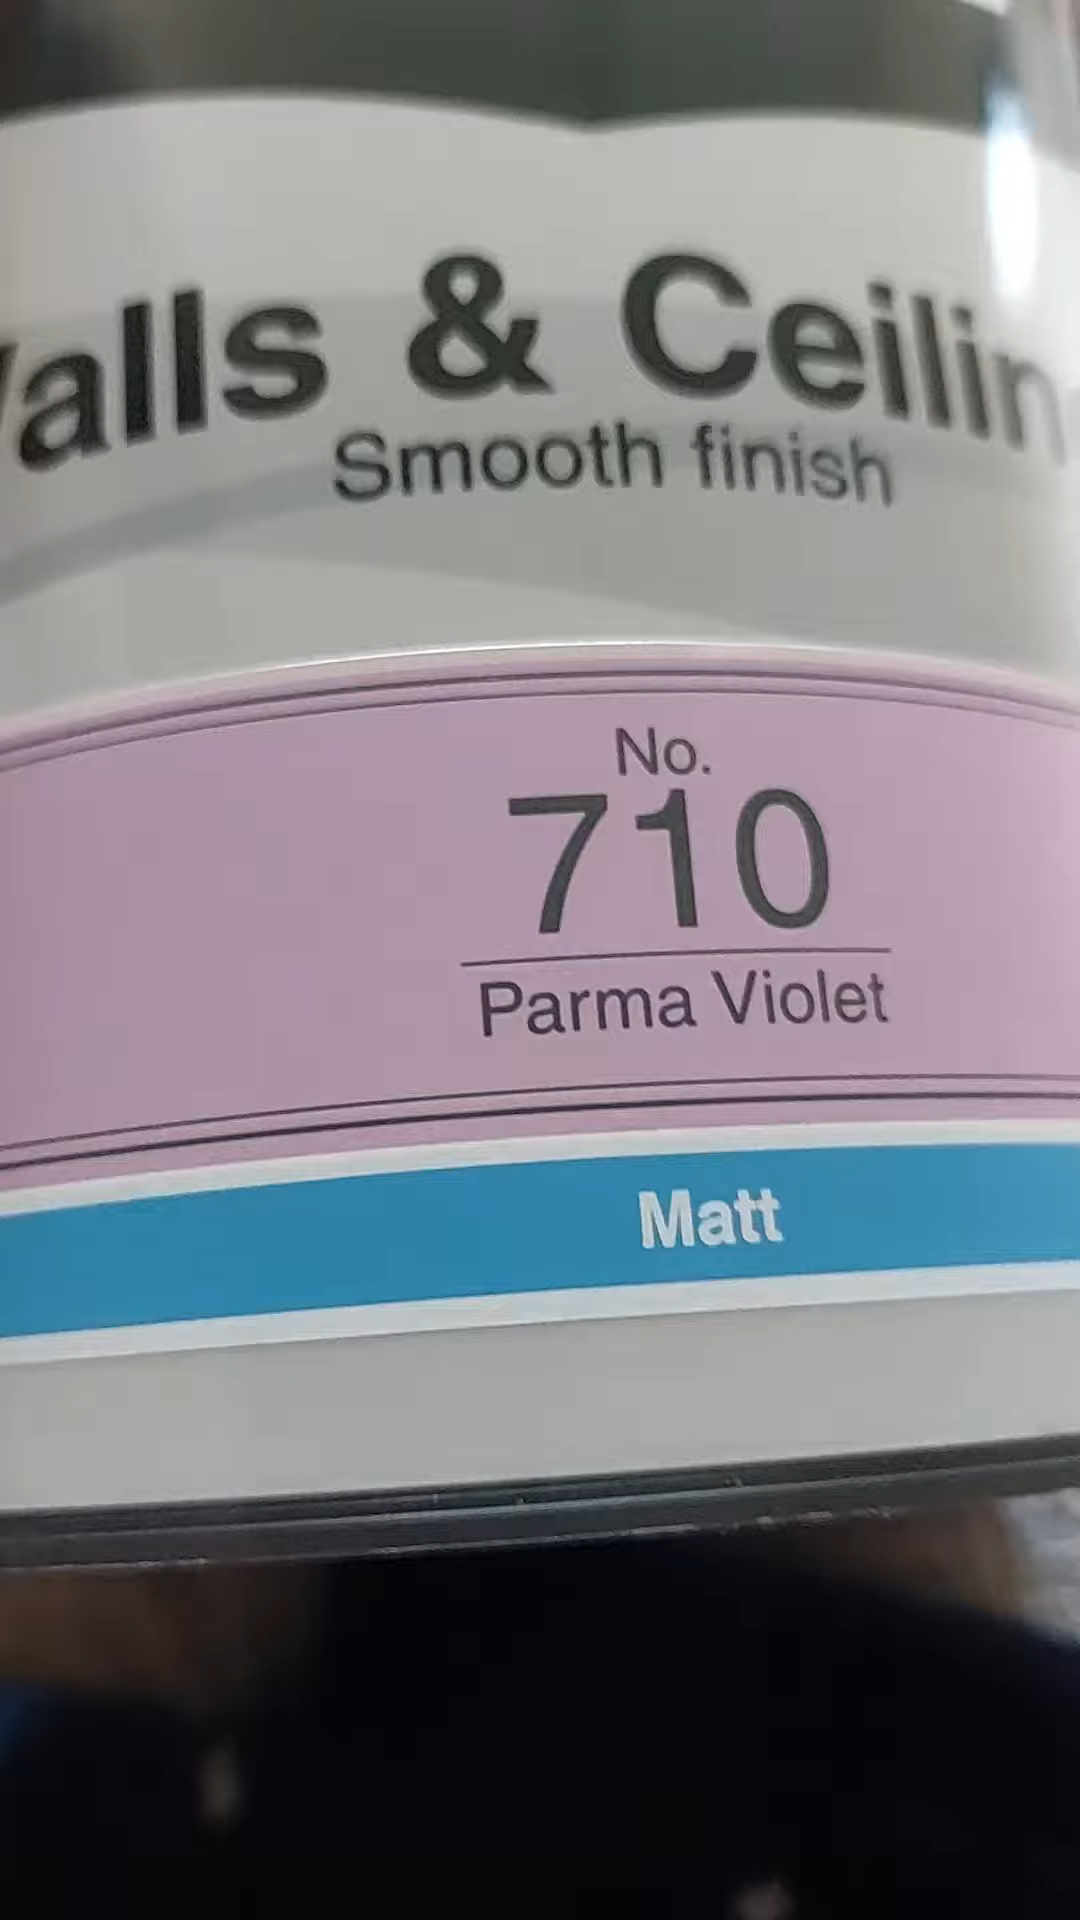 alls & Ceilin
Smooth finish
No.
710
Parma Violet
Matt